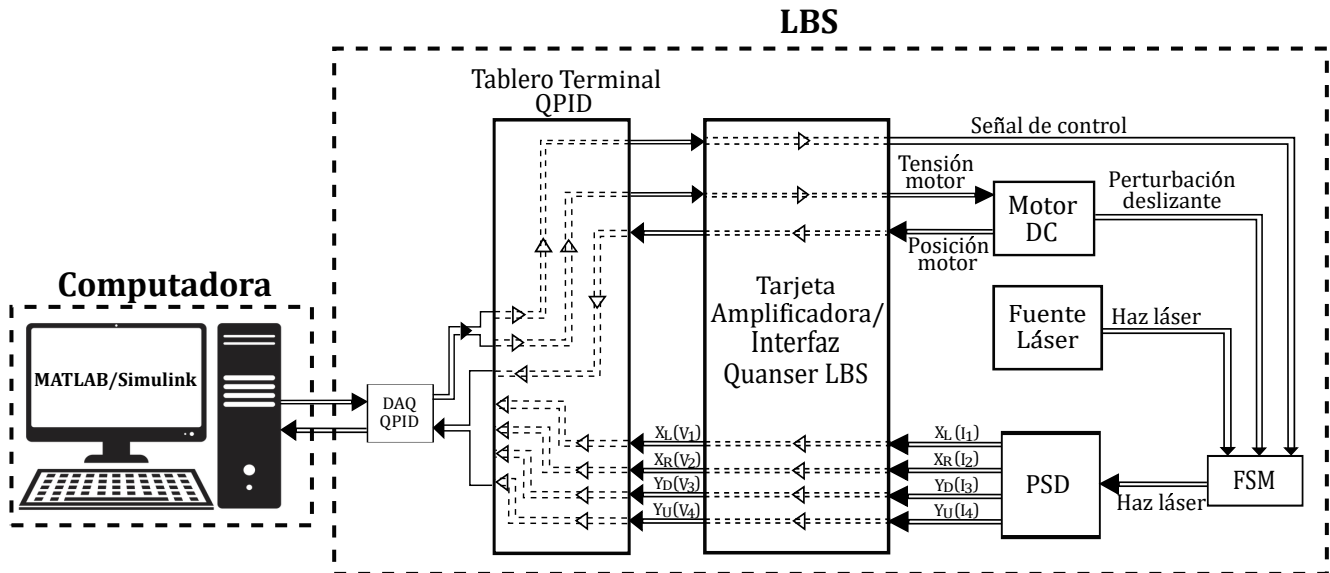 LBS
Tablero Terminal
QPID
Señal de control
Tensión
motor
Motor
DC
Perturbación
deslizante
Posición
motor
Computadora
MATLAB/Simulink
DAQ
QPID
Tarjeta
Amplificadora/
Interfaz
Quanser LBS
Fuente
Láser
Haz láser
XL(V1)
XR(V2)
YD(V3)
YU(V4)
XL(I1)
XR(I2)
YD(I3)
YU(I4)
PSD
Haz láser
FSM